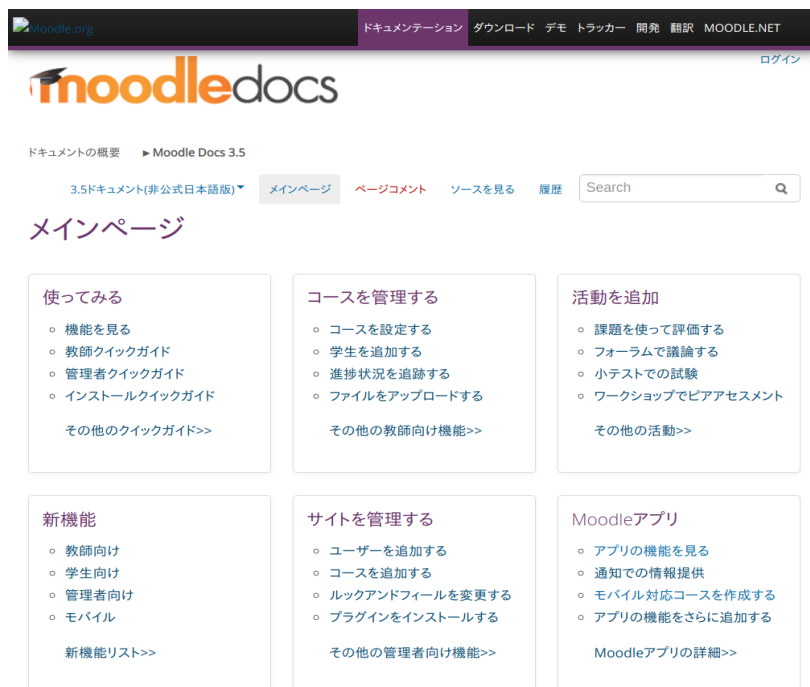 Moodle.org
ドキュメンテーション ダウンロード デモ トラッカー 開発 翻訳 MOODLE.NET
ログイン
moodledocs
ドキュメントの概要 ►Moodle Docs 3.5
3.5ドキュメント(非公式日本語版) メインページ ページコメント ソースを見る 履歴 Search
メインページ
使ってみる
機能を見る
教師クイックガイド
管理者クイックガイド
インストールクイックガイド
その他のクイックガイド>>
コースを管理する
コースを設定する
学生を追加する
進捗状況を追跡する
ファイルをアップロードする
その他の教師向け機能>>
活動を追加
課題を使って評価する
フォーラムで議論する
小テストでの試験
ワークショップでピアアセスメント
その他の活動>>
新機能
教師向け
学生向け
管理者向け
モバイル
新機能リスト>>
サイトを管理する
ユーザーを追加する
コースを追加する
ルックアンドフィールを変更する
プラグインをインストールする
その他の管理者向け機能>>
Moodleアプリ
アプリの機能を見る
通知での情報提供
モバイル対応コースを作成する
アプリの機能をさらに追加する
Moodleアプリの詳細>>